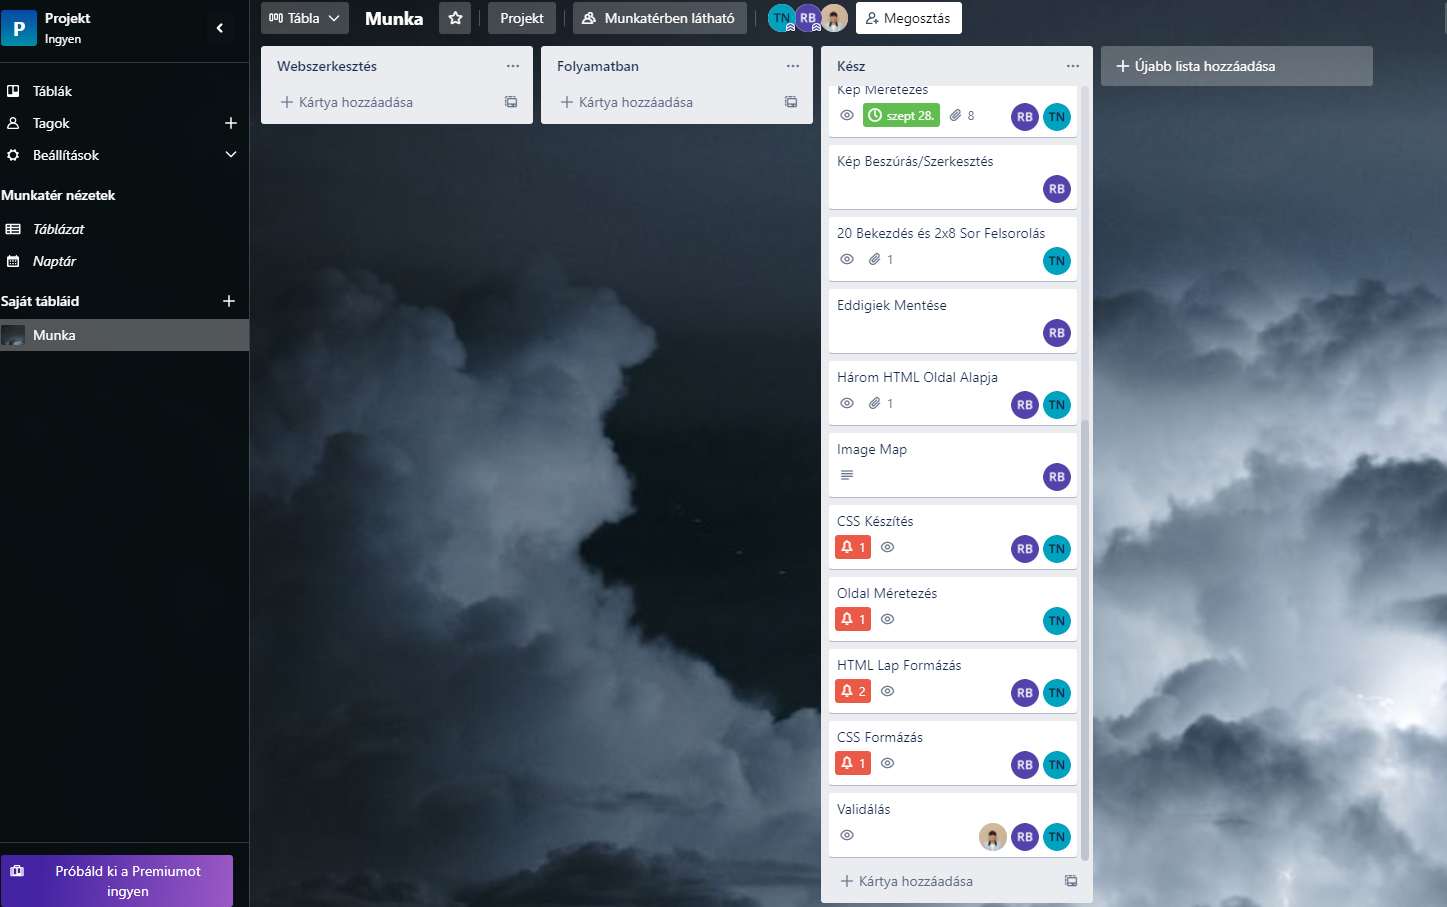 P
Projekt
Ingyen
Táblák
Tagok
Beállítások
Munkatér nézetek
Táblázat
Naptár
Saját tábláid
Munka
Próbáld ki a Premiumot
ingyen
Tábla
Munka
Projekt
Munkatérben látható
TN
RB
Megosztás
Webszerkesztés
Kártya hozzáadása
Folyamatban
Kártya hozzáadása
Kész
Kép Méretezés
szept 28. 8 RB TN
Kép Beszúrás/Szerkesztés
RB
20 Bekezdés és 2x8 Sor Felsorolás
1 TN
Eddigiek Mentése
RB
Három HTML Oldal Alapja
1 RB TN
Image Map
RB
CSS Készítés
1 RB TN
Oldal Méretezés
1 TN
HTML Lap Formázás
2 RB TN
CSS Formázás
1 RB TN
Validálás
RB TN
Kártya hozzáadása
Újabb lista hozzáadása